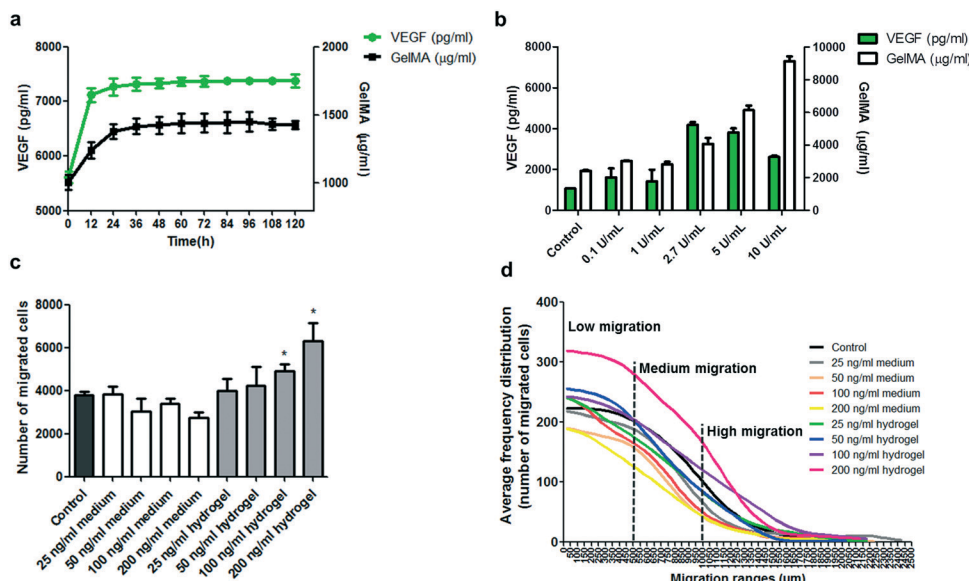 a
VEGF (pg/ml)
GelMA (μg/ml)
8000
7000
6000
5000
VEGF (pg/ml)
2000
1500
1000
GelMA (μg/ml)
0 12 24 36 48 60 72 84 96 108 120
Time(h)
b
VEGF (pg/ml)
GelMA (μg/ml)
8000
6000
4000
2000
0
VEGF (pg/ml)
10000
8000
6000
4000
2000
0
GelMA (μg/ml)
Control
0.1 U/mL
1 U/mL
2.7 U/mL
5 U/mL
10 U/mL
c
Number of migrated cells
8000
6000
4000
2000
0
*
*
Control
25 ng/ml medium
50 ng/ml medium
100 ng/ml medium
200 ng/ml medium
25 ng/ml hydrogel
50 ng/ml hydrogel
100 ng/ml hydrogel
200 ng/ml hydrogel
d
Average frequency distribution
(number of migrated cells)
400
300
200
100
0
Low migration
Medium migration
High migration
Control
25 ng/ml medium
50 ng/ml medium
100 ng/ml medium
200 ng/ml medium
25 ng/ml hydrogel
50 ng/ml hydrogel
100 ng/ml hydrogel
200 ng/ml hydrogel
Migration ranges (μm)